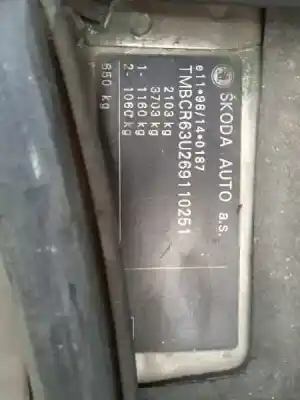 ŠKODA AUTO a.s.
e11*98/14*0187
TMBCR63U269110251
2103 kg
3703 kg
1- 1160 kg
2- 1060 kg
850 kg